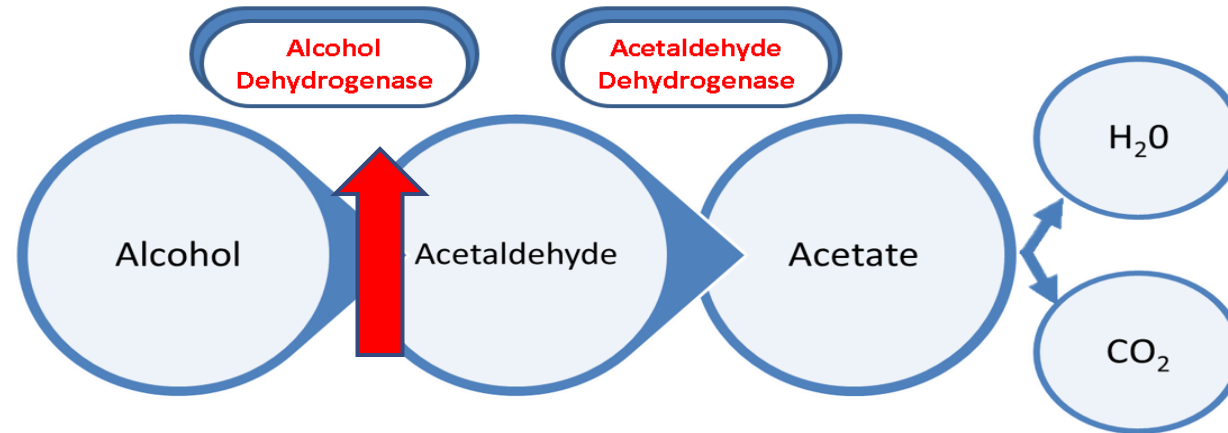 Alcohol
Dehydrogenase
Acetaldehyde
Dehydrogenase
Alcohol
Acetaldehyde
Acetate
H₂0
CO₂